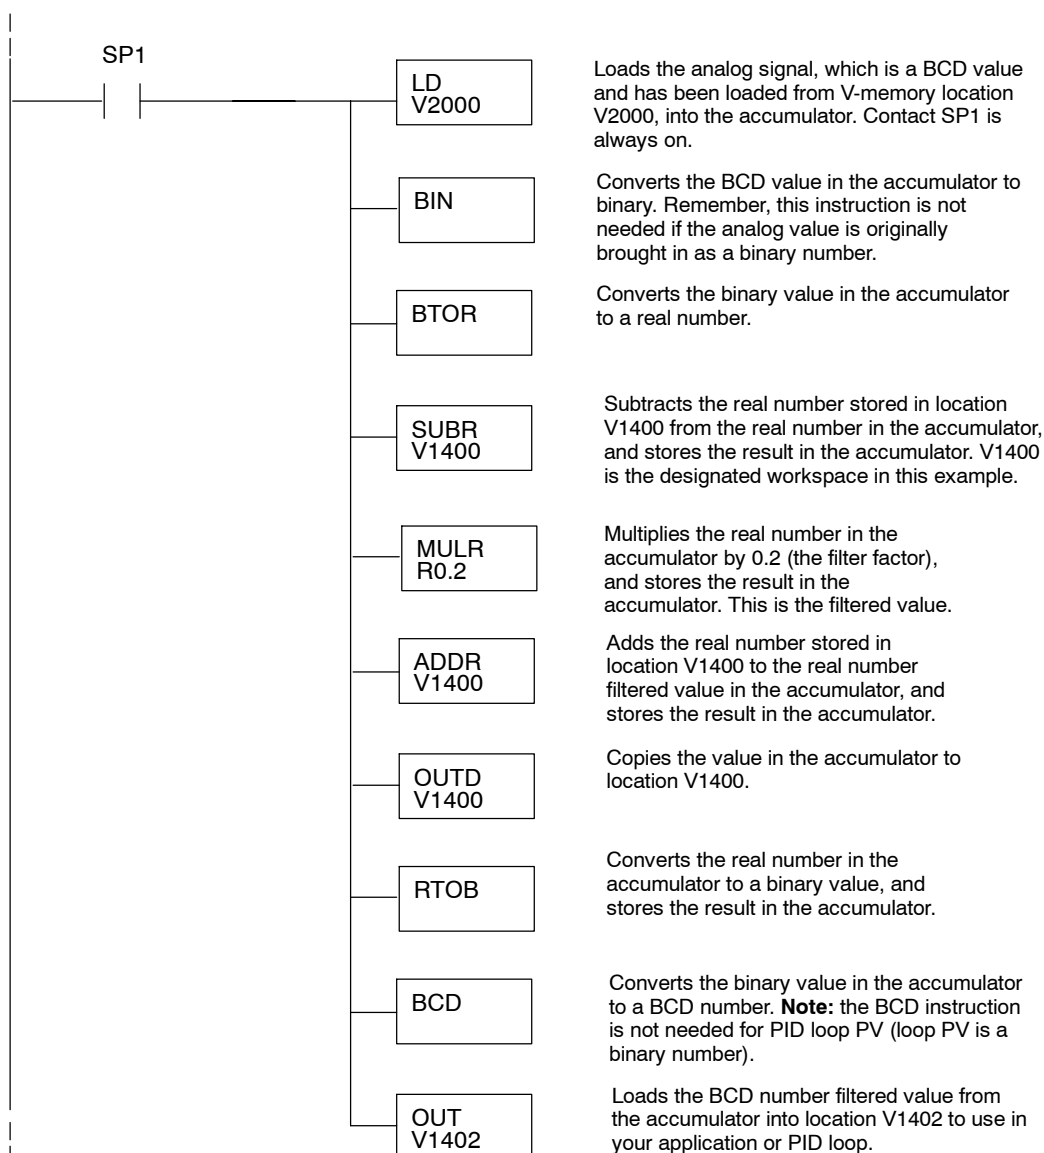 SP1
LD
V2000
Loads the analog signal, which is a BCD value
and has been loaded from V-memory location
V2000, into the accumulator. Contact SP1 is
always on.
BIN
Converts the BCD value in the accumulator to
binary. Remember, this instruction is not
needed if the analog value is originally
brought in as a binary number.
BTOR
Converts the binary value in the accumulator
to a real number.
SUBR
V1400
Subtracts the real number stored in location
V1400 from the real number in the accumulator,
and stores the result in the accumulator. V1400
is the designated workspace in this example.
MULR
R0.2
Multiplies the real number in the
accumulator by 0.2 (the filter factor),
and stores the result in the
accumulator. This is the filtered value.
ADDR
V1400
Adds the real number stored in
location V1400 to the real number
filtered value in the accumulator, and
stores the result in the accumulator.
OUTD
V1400
Copies the value in the accumulator to
location V1400.
RTOB
Converts the real number in the
accumulator to a binary value, and
stores the result in the accumulator.
BCD
Converts the binary value in the accumulator
to a BCD number. Note: the BCD instruction
is not needed for PID loop PV (loop PV is a
binary number).
OUT
V1402
Loads the BCD number filtered value from
the accumulator into location V1402 to use in
your application or PID loop.